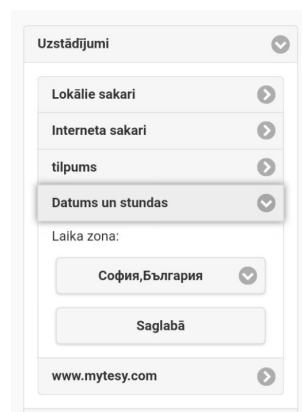 Uzstādījumi
Lokālie sakari
Interneta sakari
tilpums
Datums un stundas
Laika zona:
София,България
Saglabā
www.mytesy.com